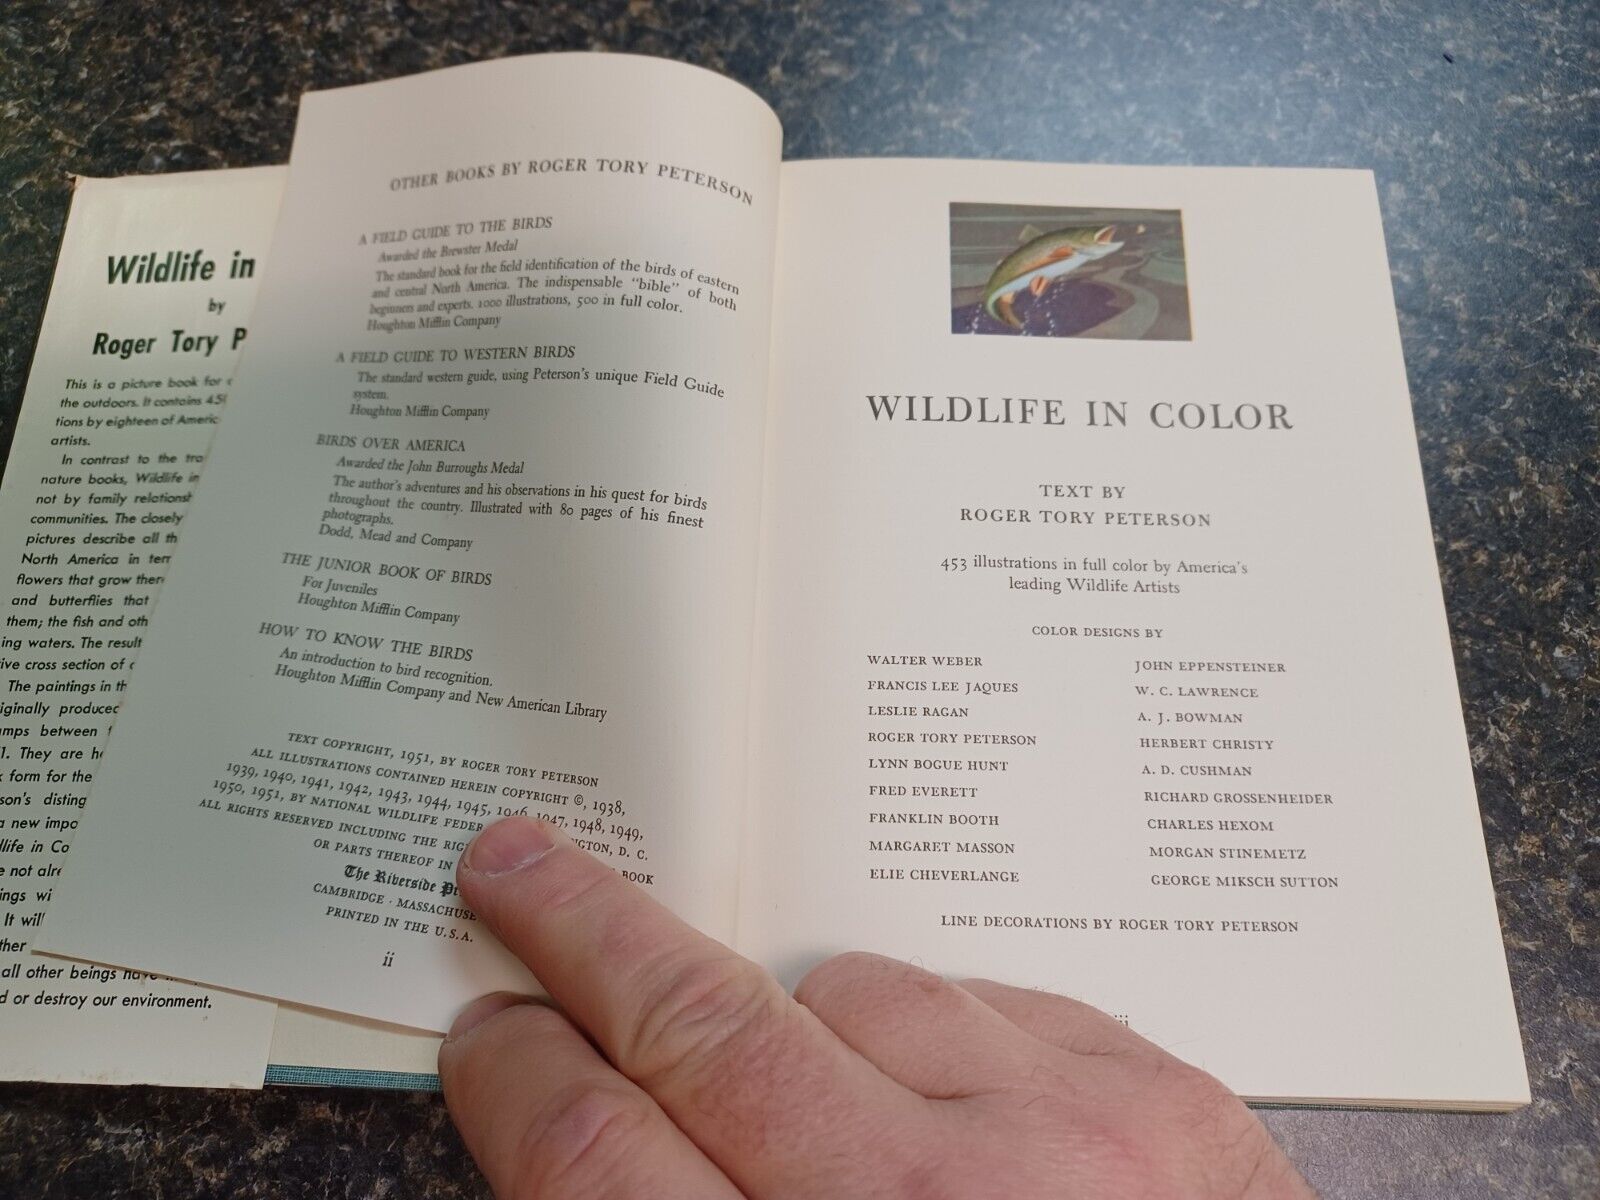 Wildlife in
by
Roger Tory P
This is a picture book for
the outdoors. It contains 45
tions by eighteen of Americ
artists.
In contrast to the tra
nature books, Wildlife in
not by family relationsh
communities. The closely
pictures describe all th
North America in terr
flowers that grow ther
and butterflies that
them; the fish and oth
ing waters. The result
ive cross section of
The paintings in th
iginally produced
mps between
1. They are he
form for the
son's disting
a new impo
life in Co
e not alre
ings wi
It will
ther
all other beings have
d or destroy our environment.
OTHER BOOKS BY ROGER TORY PETERSON
A FIELD GUIDE TO THE BIRDS
Awarded the Brewster Medal
The standard book for the field identification of the birds of eastern
and central North America. The indispensable "bible" of both
beginners and experts. 1000 illustrations, 500 in full color.
Houghton Mifflin Company
A FIELD GUIDE TO WESTERN BIRDS
The standard western guide, using Peterson's unique Field Guide
system.
Houghton Mifflin Company
BIRDS OVER AMERICA
Awarded the John Burroughs Medal
The author's adventures and his observations in his quest for birds
throughout the country. Illustrated with 80 pages of his finest
photographs.
Dodd, Mead and Company
THE JUNIOR BOOK OF BIRDS
For Juveniles
Houghton Mifflin Company
HOW TO KNOW THE BIRDS
An introduction to bird recognition.
Houghton Mifflin Company and New American Library
TEXT COPYRIGHT, 1951, BY ROGER TORY PETERSON
ALL ILLUSTRATIONS CONTAINED HEREIN COPYRIGHT ©, 1938,
1939, 1940, 1941, 1942, 1943, 1944, 1945, 1946, 1947, 1948, 1949,
1950, 1951, BY NATIONAL WILDLIFE FEDER NGTON, D. C.
ALL RIGHTS RESERVED INCLUDING THE RIG BOOK
OR PARTS THEREOF IN
The Riverside Pr
CAMBRIDGE · MASSACHUSE
PRINTED IN THE U.S.A.
ii
WILDLIFE IN COLOR
TEXT BY
ROGER TORY PETERSON
453 illustrations in full color by America's
leading Wildlife Artists
COLOR DESIGNS BY
WALTER WEBER
FRANCIS LEE JAQUES
LESLIE RAGAN
ROGER TORY PETERSON
LYNN BOGUE HUNT
FRED EVERETT
FRANKLIN BOOTH
MARGARET MASSON
ELIE CHEVERLANGE
JOHN EPPENSTEINER
W. C. LAWRENCE
A. J. BOWMAN
HERBERT CHRISTY
A. D. CUSHMAN
RICHARD GROSSENHEIDER
CHARLES HEXOM
MORGAN STINEMETZ
GEORGE MIKSCH SUTTON
LINE DECORATIONS BY ROGER TORY PETERSON
iii